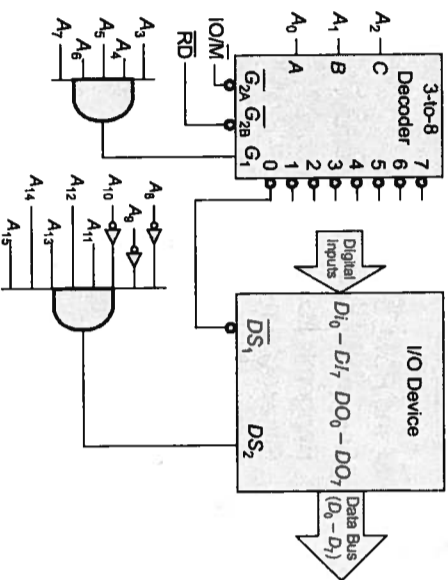 3-to-8
Decoder
A₂ C
A₁ B
A₀ A
IO/M̅ G̅₂A
R̅D̅ G̅₂B
G₁
7
6
5
4
3
2
1
0
A₃
A₄
A₅
A₆
A₇
Digital
Inputs
I/O Device
Di₀ – DI₇ DO₀ – DO₇
Data Bus
(D₀ – D₇)
D̅S̅₁
DS₂
A₈
A₉
A₁₀
A₁₁
A₁₂
A₁₃
A₁₄
A₁₅